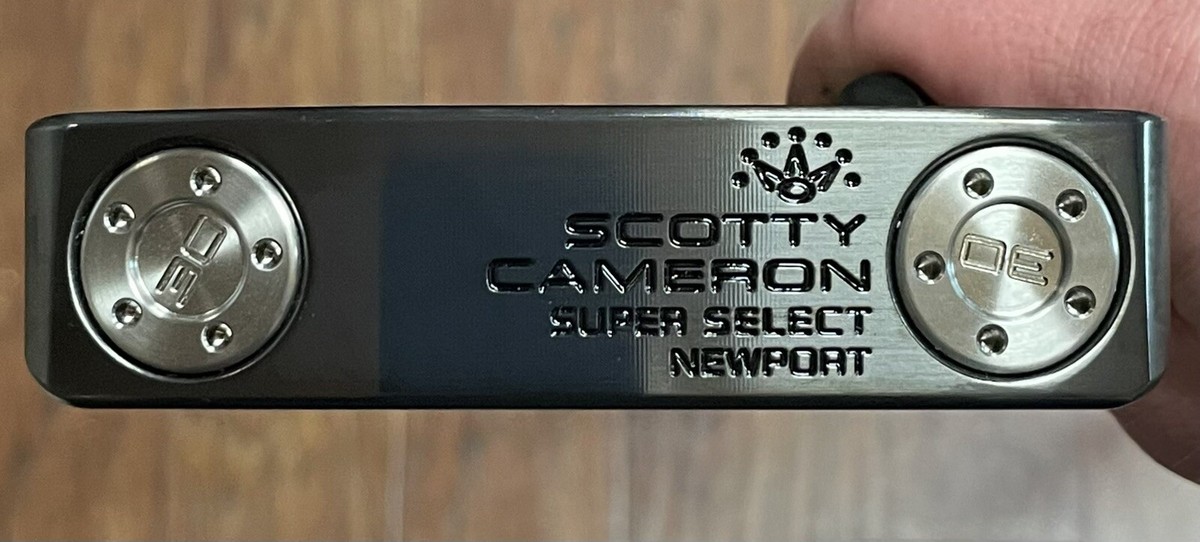 30
SCOTTY
CAMERON
SUPER SELECT
NEWPORT
30